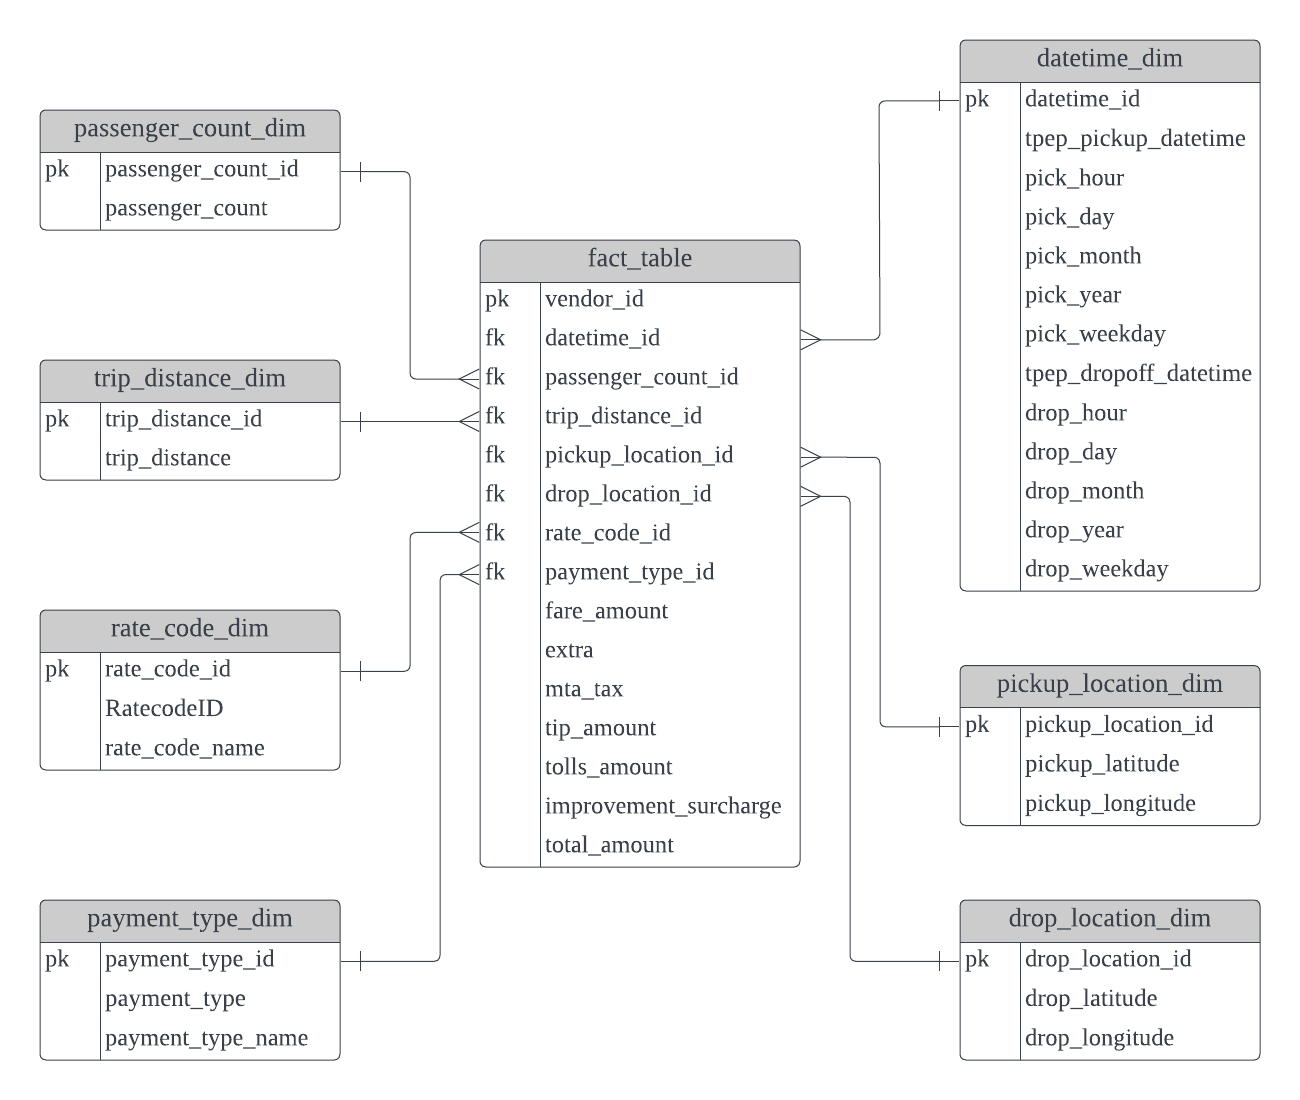 passenger_count_dim
pk passenger_count_id
passenger_count
trip_distance_dim
pk trip_distance_id
trip_distance
rate_code_dim
pk rate_code_id
RatecodeID
rate_code_name
payment_type_dim
pk payment_type_id
payment_type
payment_type_name
fact_table
pk vendor_id
fk datetime_id
fk passenger_count_id
fk trip_distance_id
fk pickup_location_id
fk drop_location_id
fk rate_code_id
fk payment_type_id
fare_amount
extra
mta_tax
tip_amount
tolls_amount
improvement_surcharge
total_amount
datetime_dim
pk datetime_id
tpep_pickup_datetime
pick_hour
pick_day
pick_month
pick_year
pick_weekday
tpep_dropoff_datetime
drop_hour
drop_day
drop_month
drop_year
drop_weekday
pickup_location_dim
pk pickup_location_id
pickup_latitude
pickup_longitude
drop_location_dim
pk drop_location_id
drop_latitude
drop_longitude